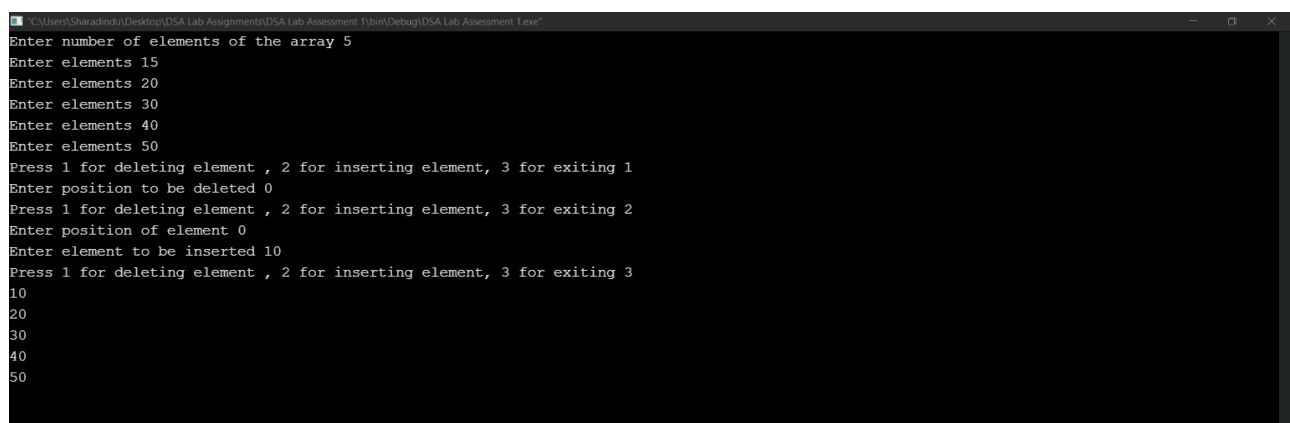 "C:\Users\Sharadindu\Desktop\DSA Lab Assignments\DSA Lab Assessment 1\bin\Debug\DSA Lab Assessment 1.exe"
Enter number of elements of the array 5
Enter elements 15
Enter elements 20
Enter elements 30
Enter elements 40
Enter elements 50
Press 1 for deleting element , 2 for inserting element, 3 for exiting 1
Enter position to be deleted 0
Press 1 for deleting element , 2 for inserting element, 3 for exiting 2
Enter position of element 0
Enter element to be inserted 10
Press 1 for deleting element , 2 for inserting element, 3 for exiting 3
10
20
30
40
50